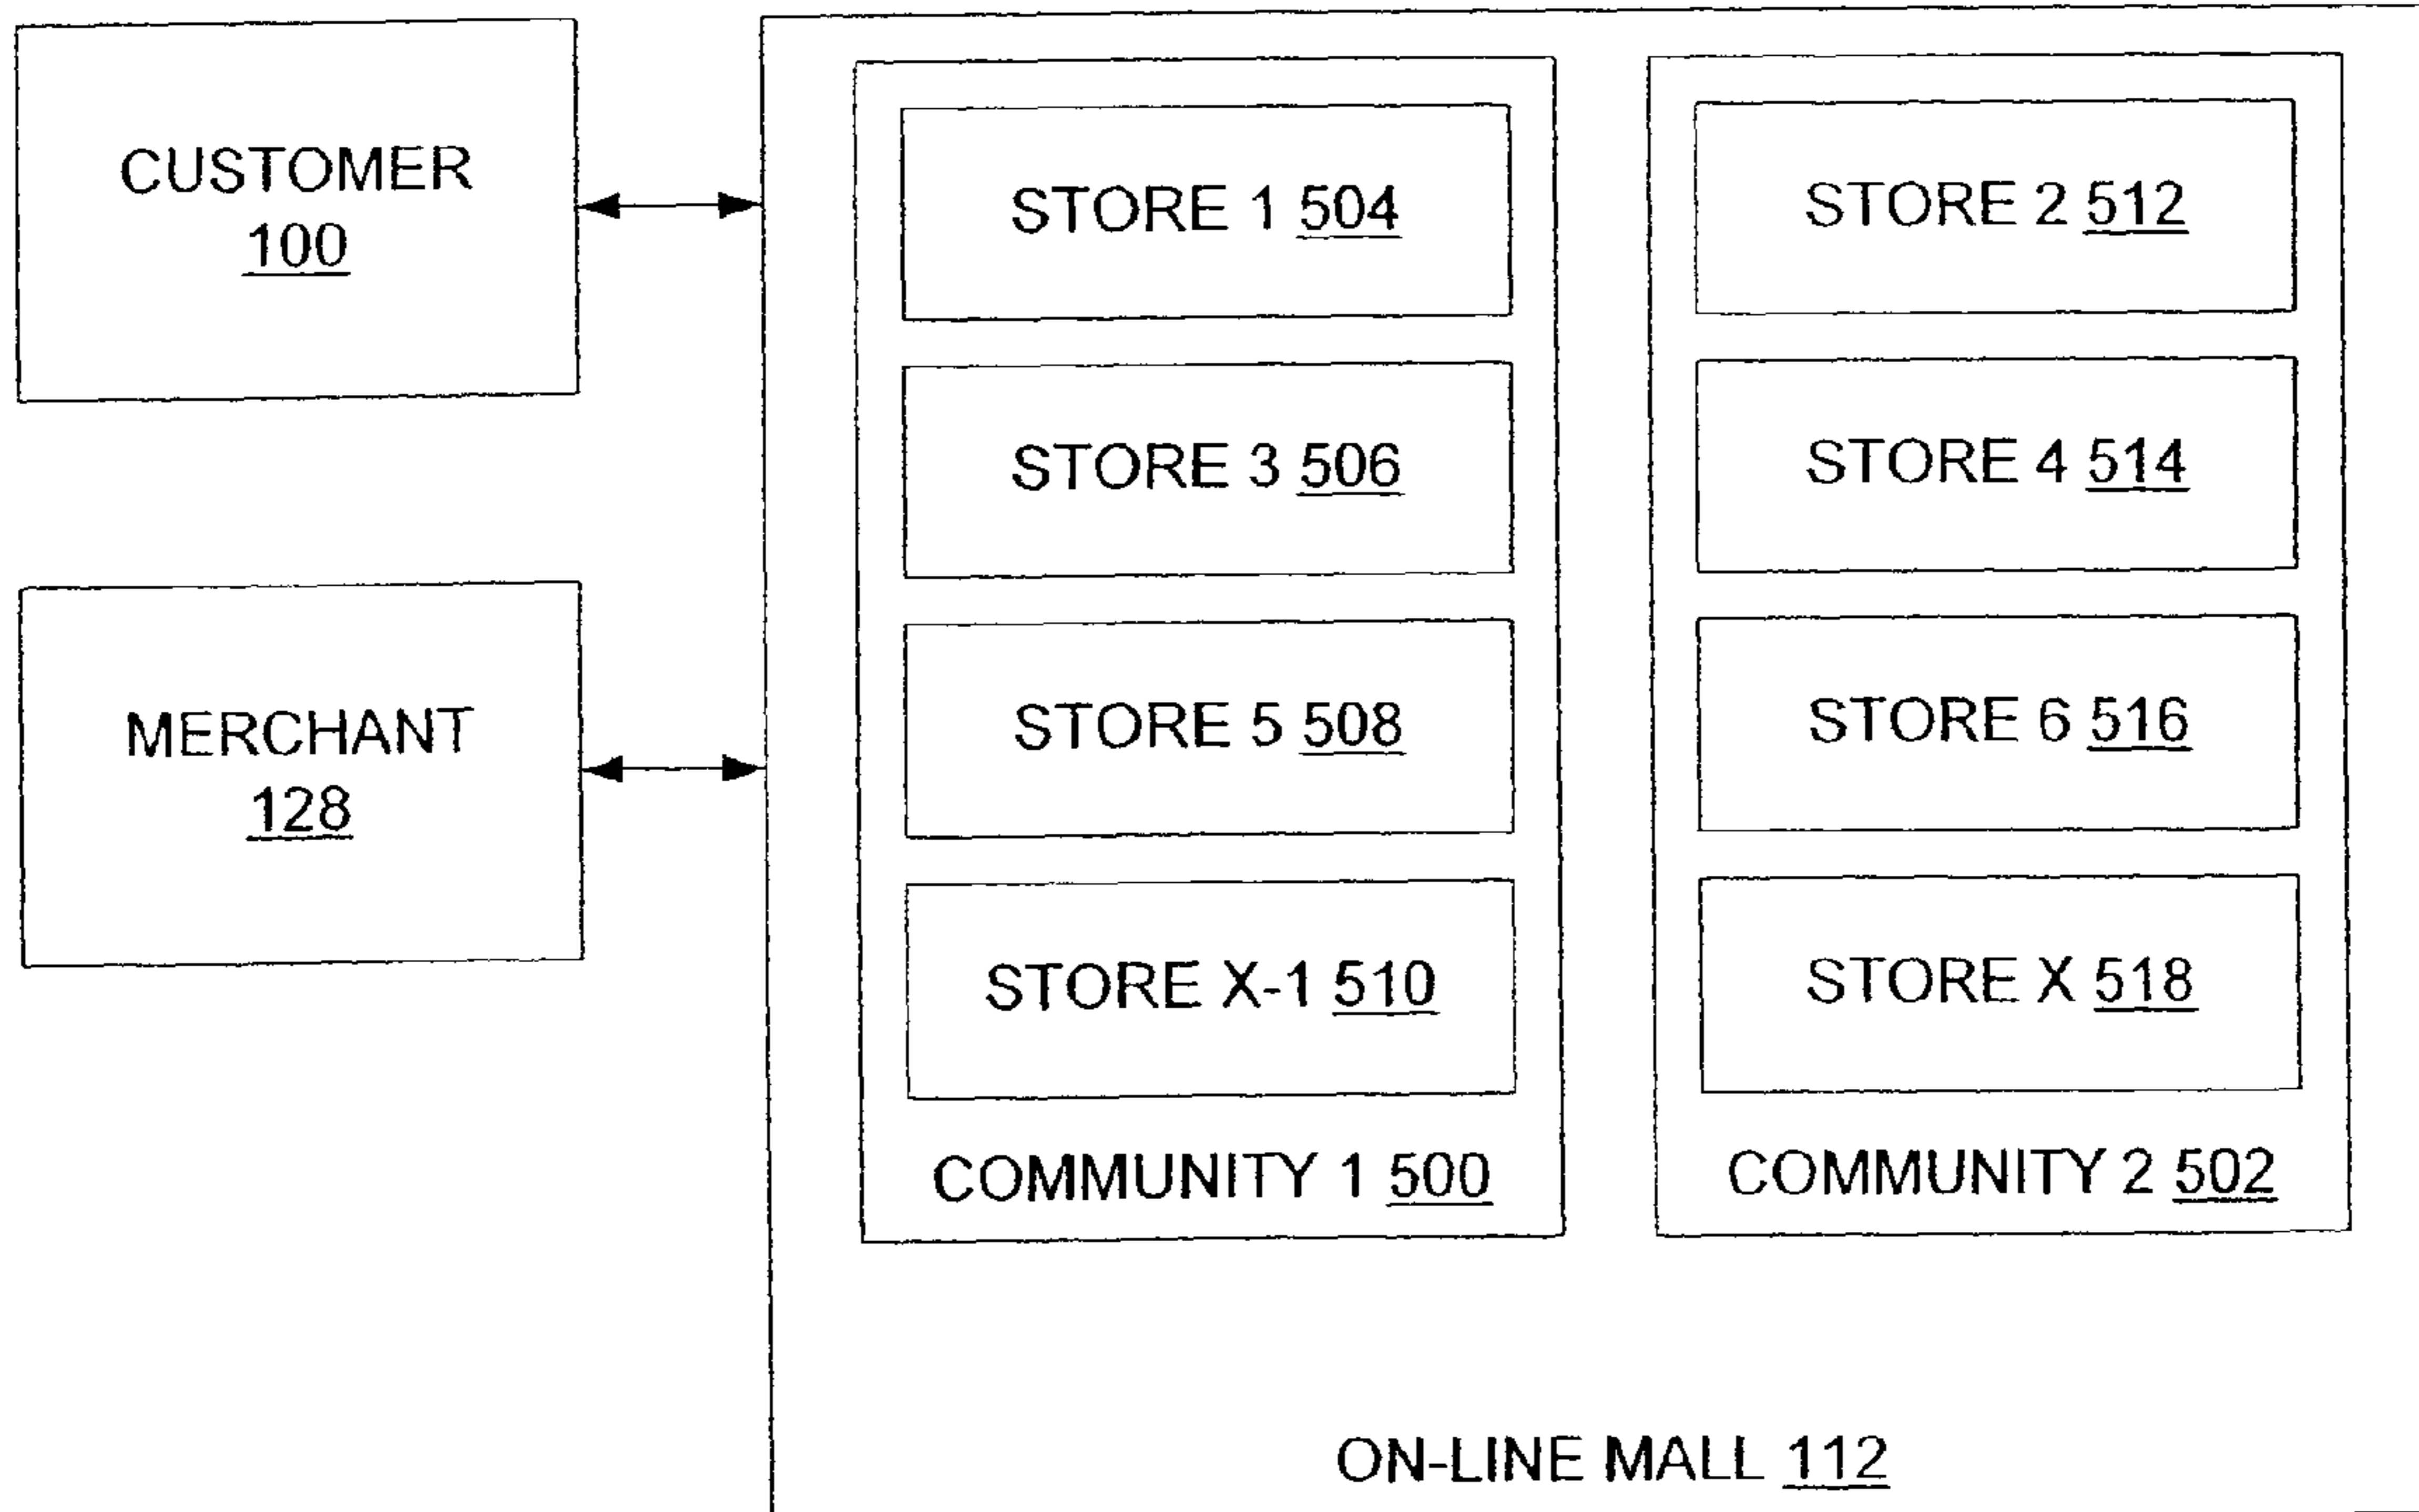 CUSTOMER
100
MERCHANT
128
STORE 1 504
STORE 3 506
STORE 5 508
STORE X-1 510
COMMUNITY 1 500
STORE 2 512
STORE 4 514
STORE 6 516
STORE X 518
COMMUNITY 2 502
ON-LINE MALL 112